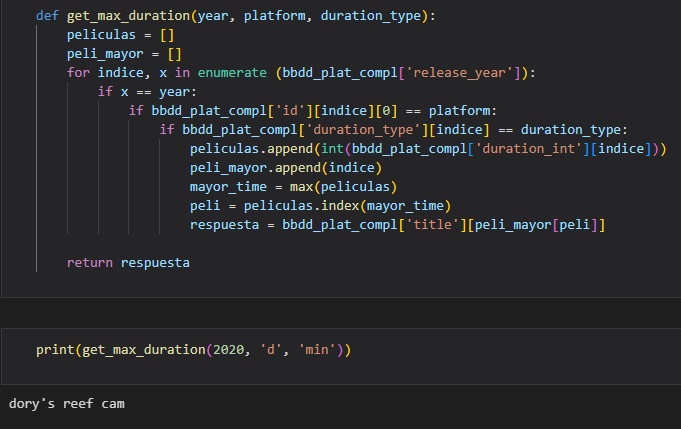 def get_max_duration(year, platform, duration_type):
    peliculas = []
    peli_mayor = []
    for indice, x in enumerate (bbdd_plat_compl['release_year']):
        if x == year:
            if bbdd_plat_compl['id'][indice][0] == platform:
                if bbdd_plat_compl['duration_type'][indice] == duration_type:
                    peliculas.append(int(bbdd_plat_compl['duration_int'][indice]))
                    peli_mayor.append(indice)
                    mayor_time = max(peliculas)
                    peli = peliculas.index(mayor_time)
                    respuesta = bbdd_plat_compl['title'][peli_mayor[peli]]
    return respuesta
print(get_max_duration(2020, 'd', 'min'))
dory's reef cam